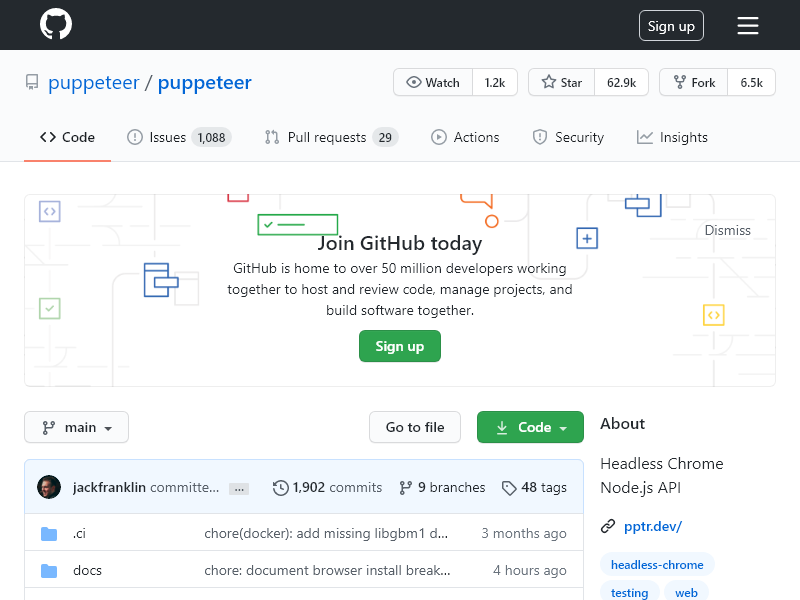 Sign up
puppeteer / puppeteer
Watch 1.2k
Star 62.9k
Fork 6.5k
Code
Issues 1,088
Pull requests 29
Actions
Security
Insights
Join GitHub today
Dismiss
GitHub is home to over 50 million developers working
together to host and review code, manage projects, and
build software together.
Sign up
main
Go to file
Code
jackfranklin committe... ...
1,902 commits
9 branches
48 tags
.ci chore(docker): add missing libgbm1 d... 3 months ago
docs chore: document browser install break... 4 hours ago
About
Headless Chrome
Node.js API
pptr.dev/
headless-chrome
testing web